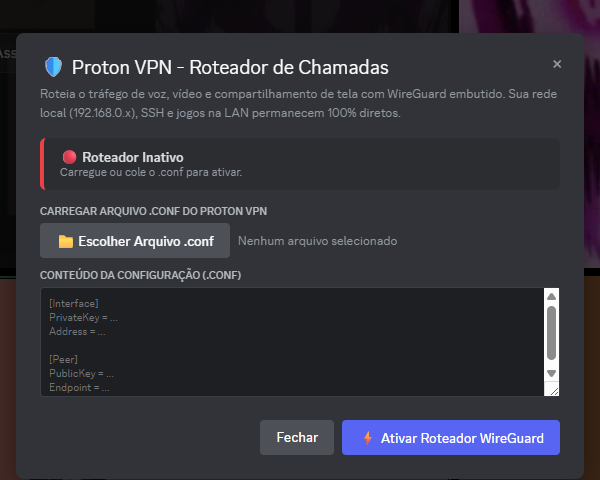 Ass
Proton VPN - Roteador de Chamadas
×
Roteia o tráfego de voz, vídeo e compartilhamento de tela com WireGuard embutido. Sua rede
local (192.168.0.x), SSH e jogos na LAN permanecem 100% diretos.
Roteador Inativo
Carregue ou cole o .conf para ativar.
CARREGAR ARQUIVO .CONF DO PROTON VPN
Escolher Arquivo .conf
Nenhum arquivo selecionado
CONTEÚDO DA CONFIGURAÇÃO (.CONF)
[Interface]
PrivateKey = ...
Address = ...
[Peer]
PublicKey = ...
Endpoint = ...
Fechar
Ativar Roteador WireGuard